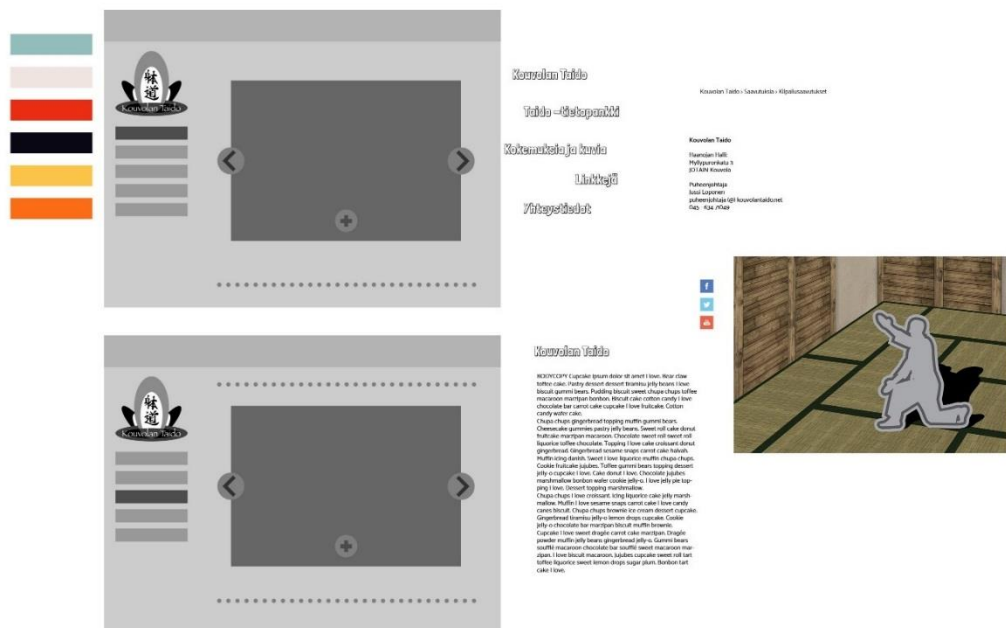 味道
Kouvolan Taido
Kouvolan Taido
Taido –tietopankki
Kokemuksia ja kuvia
Linkkejä
Yhteystiedot
Kouvolan Taido › Saavutuksia › Kilpailusaavutukset
Kouvolan Taido
Haanojan Halli
Myllypuronkatu 1
JOTAIN Kouvola
Puheenjohtaja
Jussi Loponen
puheenjohtaja (@) kouvolantaido.net
045
味道
Kouvolan Taido
Kouvolan Taido
BODYCOPY Cupcake ipsum dolor sit amet I love. Bear claw
toffee cake. Pastry dessert dessert tiramisu jelly beans I love
biscuit gummi bears. Pudding biscuit sweet chupa chups toffee
macaroon marzipan bonbon. Biscuit cake cotton candy I love
chocolate bar carrot cake cupcake I love fruitcake. Cotton
candy wafer cake.
Chupa chups gingerbread topping muffin gummi bears.
Cheesecake gummies pastry jelly beans. Sweet roll cake donut
fruitcake marzipan macaroon. Chocolate sweet roll sweet roll
liquorice toffee chocolate. Topping I love cake croissant donut
gingerbread. Gingerbread sesame snaps carrot cake halvah.
Muffin icing danish. Sweet I love liquorice muffin chupa chups.
Cookie fruitcake jujubes. Toffee gummi bears topping dessert
jelly-o cupcake I love. Cake donut I love. Chocolate jujubes
marshmallow bonbon wafer cookie jelly-o. I love jelly pie top-
ping I love. Dessert topping marshmallow.
Chupa chups I love croissant. Icing liquorice cake jelly marsh-
mallow. Muffin I love sesame snaps carrot cake I love candy
canes biscuit. Chupa chups brownie ice cream dessert cupcake.
Gingerbread tiramisu jelly-o lemon drops cupcake. Cookie
jelly-o chocolate bar marzipan biscuit muffin brownie.
Cupcake I love sweet dragée carrot cake marzipan. Dragée
powder muffin jelly beans gingerbread jelly-o. Gummi bears
soufflé macaroon chocolate bar soufflé sweet macaroon mar-
zipan. I love biscuit macaroon. Jujubes cupcake sweet roll tart
toffee liquorice sweet lemon drops sugar plum. Bonbon tart
cake I love.